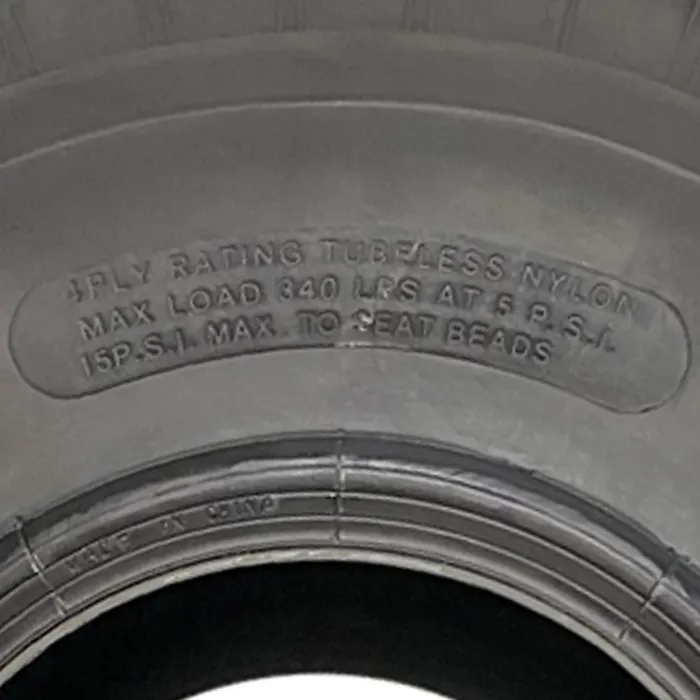 4PLY RATING TUBELESS NYLON
MAX LOAD 340 LBS AT 5 P.S.I.
15P.S.I. MAX. TO SEAT BEADS
MADE IN CHINA